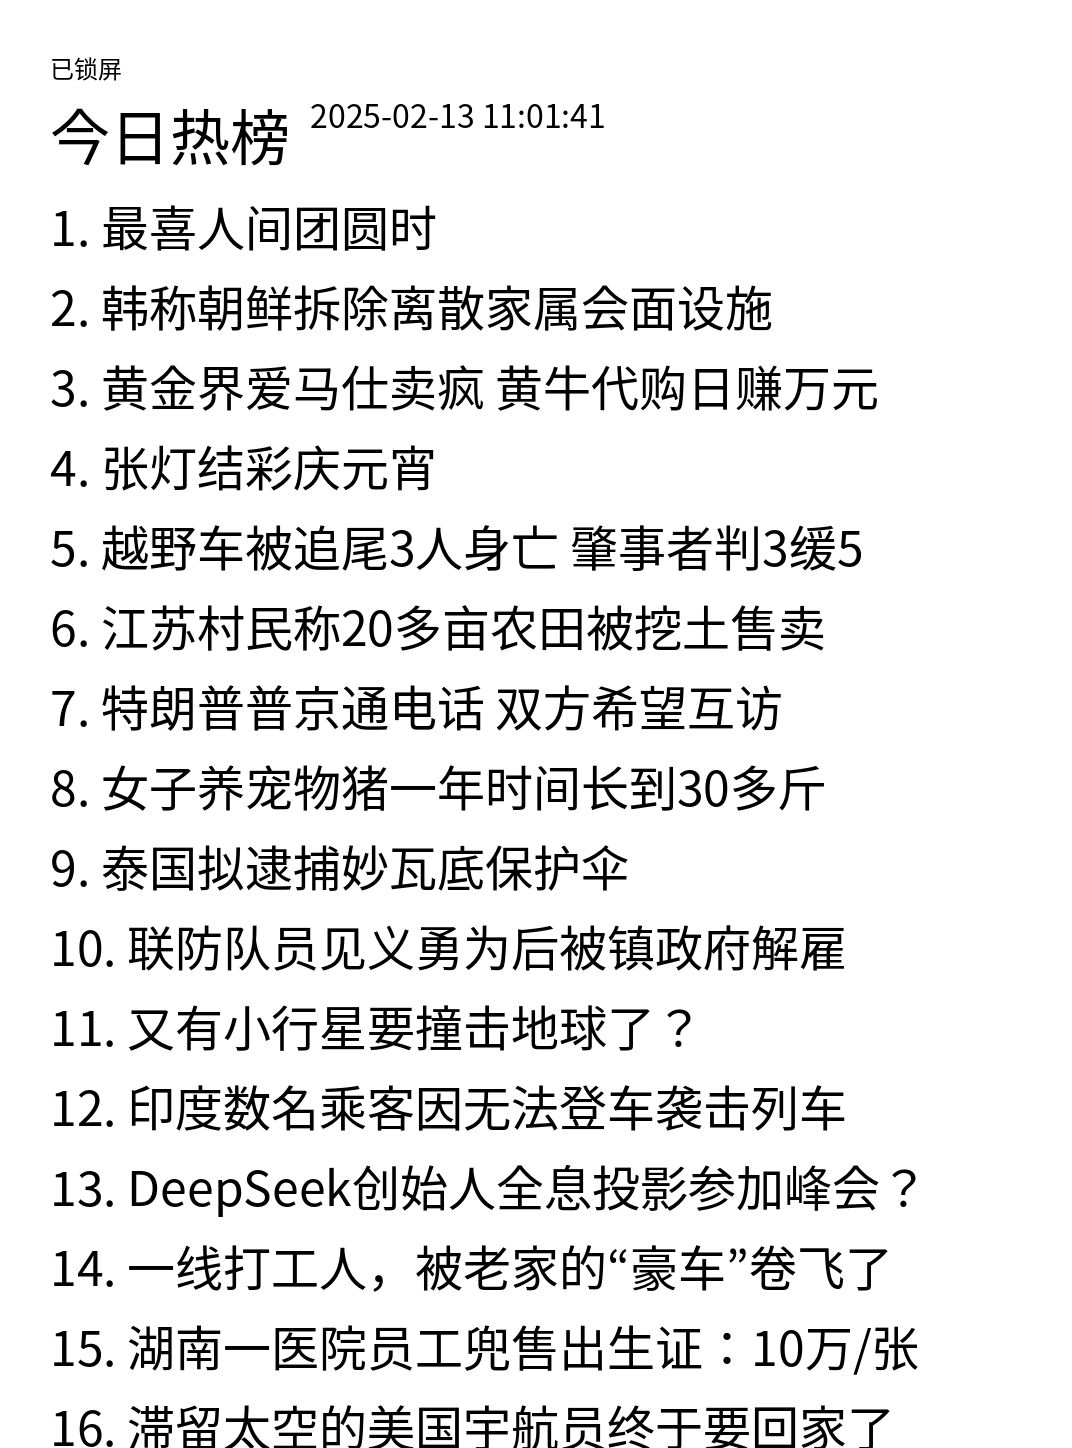 已锁屏
今日热榜 2025-02-13 11:01:41
1. 最喜人间团圆时
2. 韩称朝鲜拆除离散家属会面设施
3. 黄金界爱马仕卖疯 黄牛代购日赚万元
4. 张灯结彩庆元宵
5. 越野车被追尾3人身亡 肇事者判3缓5
6. 江苏村民称20多亩农田被挖土售卖
7. 特朗普普京通电话 双方希望互访
8. 女子养宠物猪一年时间长到30多斤
9. 泰国拟逮捕妙瓦底保护伞
10. 联防队员见义勇为后被镇政府解雇
11. 又有小行星要撞击地球了？
12. 印度数名乘客因无法登车袭击列车
13. DeepSeek创始人全息投影参加峰会？
14. 一线打工人，被老家的“豪车”卷飞了
15. 湖南一医院员工兜售出生证：10万/张
16. 滞留太空的美国宇航员终于要回家了